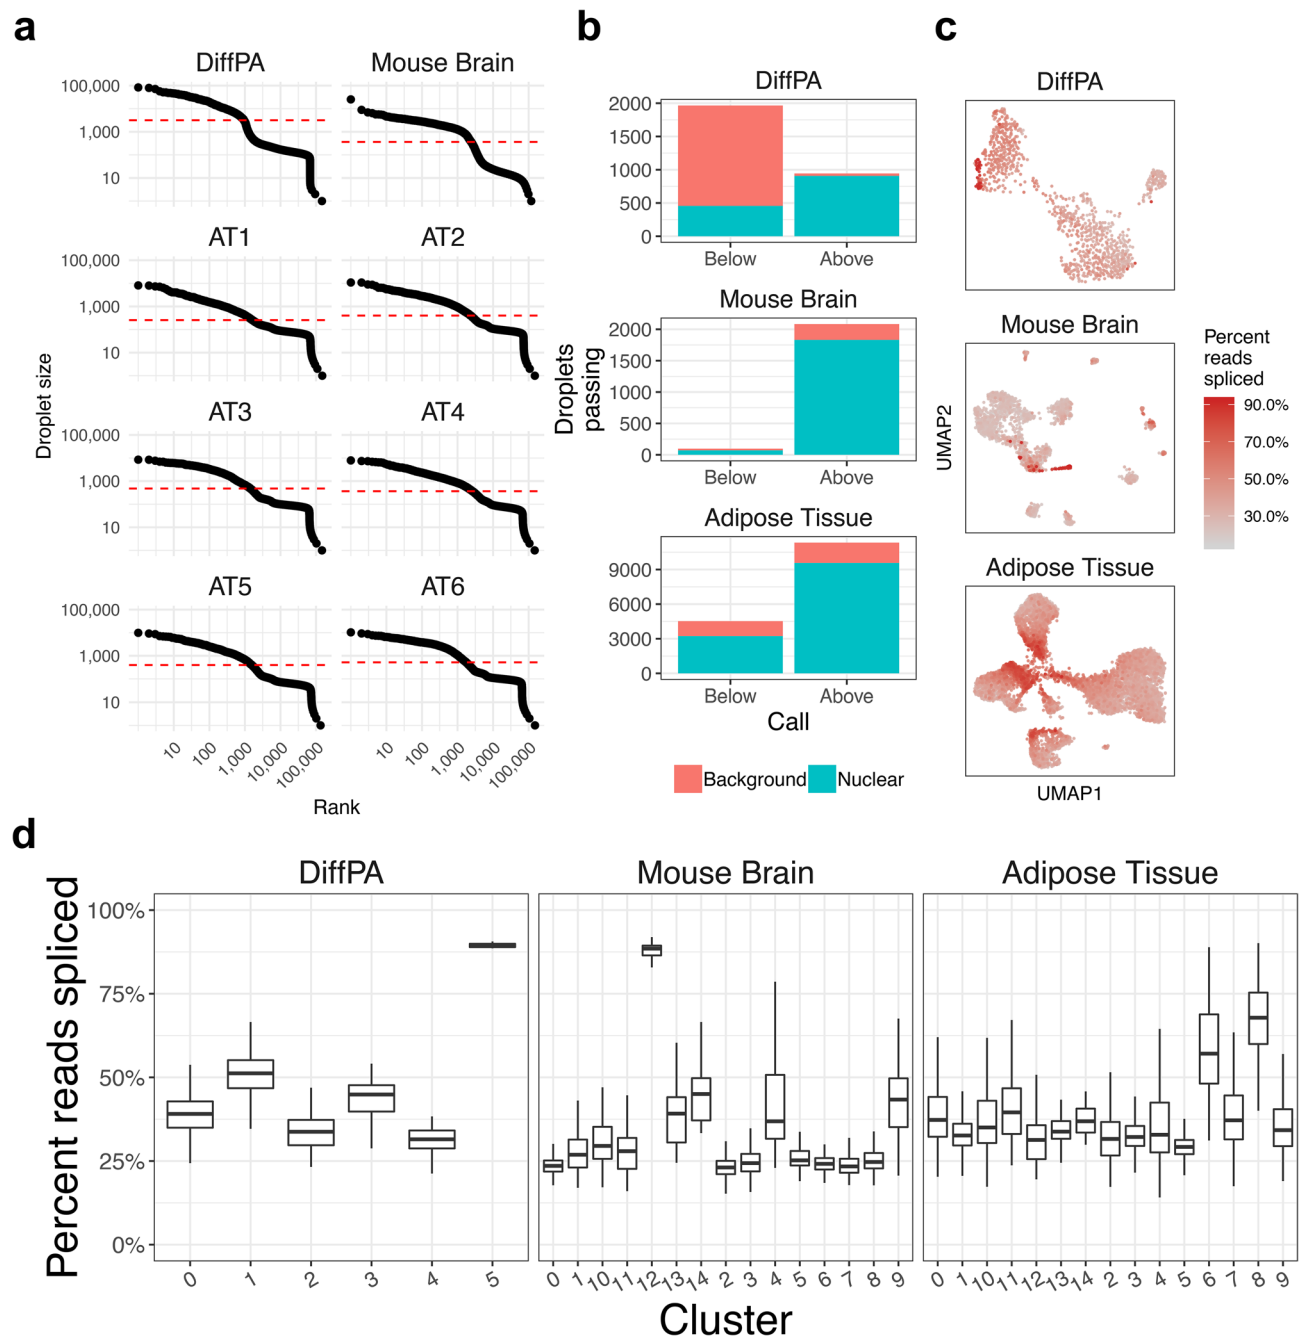 a
DiffPA
Mouse Brain
100,000
1,000
10
AT1
AT2
100,000
1,000
10
AT3
AT4
100,000
1,000
10
AT5
AT6
100,000
1,000
10
10
100
1,000
10,000
100,000
10
100
1,000
10,000
100,000
Droplet size
Rank
b
DiffPA
2000
1500
1000
500
0
Below
Above
Mouse Brain
2000
1500
1000
500
0
Below
Above
Adipose Tissue
9000
6000
3000
0
Below
Above
Droplets
passing
Call
Background
Nuclear
c
DiffPA
Mouse Brain
Adipose Tissue
UMAP2
UMAP1
Percent
reads
spliced
90.0%
70.0%
50.0%
30.0%
d
DiffPA
Mouse Brain
Adipose Tissue
Percent reads spliced
100%
75%
50%
25%
0%
0
1
2
3
4
5
0
1
10
11
12
13
14
2
3
4
5
6
7
8
9
0
1
10
11
12
13
14
2
3
4
5
6
7
8
9
Cluster